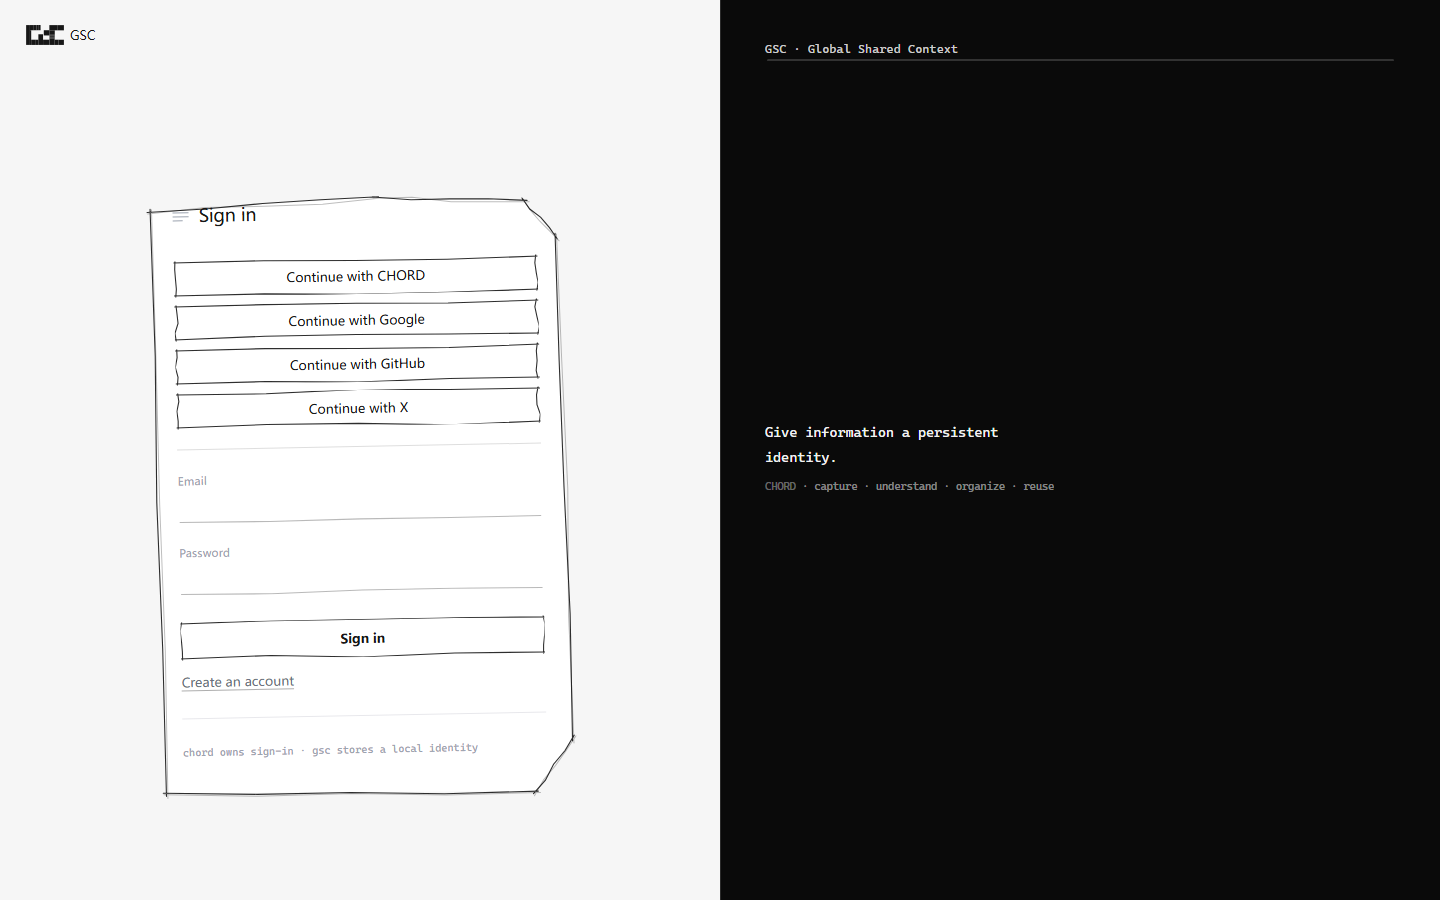 GSC
Sign in
Continue with CHORD
Continue with Google
Continue with GitHub
Continue with X
Email
Password
Sign in
Create an account
chord owns sign-in · gsc stores a local identity
GSC · Global Shared Context
Give information a persistent
identity.
CHORD · capture · understand · organize · reuse